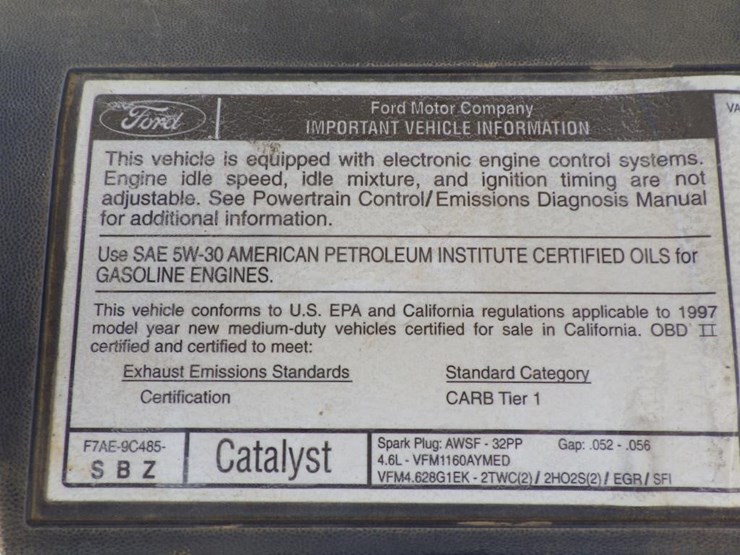 Ford
Ford Motor Company
IMPORTANT VEHICLE INFORMATION
VA
This vehicle is equipped with electronic engine control systems.
Engine idle speed, idle mixture, and ignition timing are not
adjustable. See Powertrain Control/Emissions Diagnosis Manual
for additional information.
Use SAE 5W-30 AMERICAN PETROLEUM INSTITUTE CERTIFIED OILS for
GASOLINE ENGINES.
This vehicle conforms to U.S. EPA and California regulations applicable to 1997
model year new medium-duty vehicles certified for sale in California. OBD II
certified and certified to meet:
Exhaust Emissions Standards Standard Category
Certification CARB Tier 1
F7AE-9C485-
SBZ
Catalyst
Spark Plug: AWSF - 32PP Gap: .052 - .056
4.6L - VFM1160AYMED
VFM4.628G1EK - 2TWC(2) / 2HO2S(2) / EGR / SFI